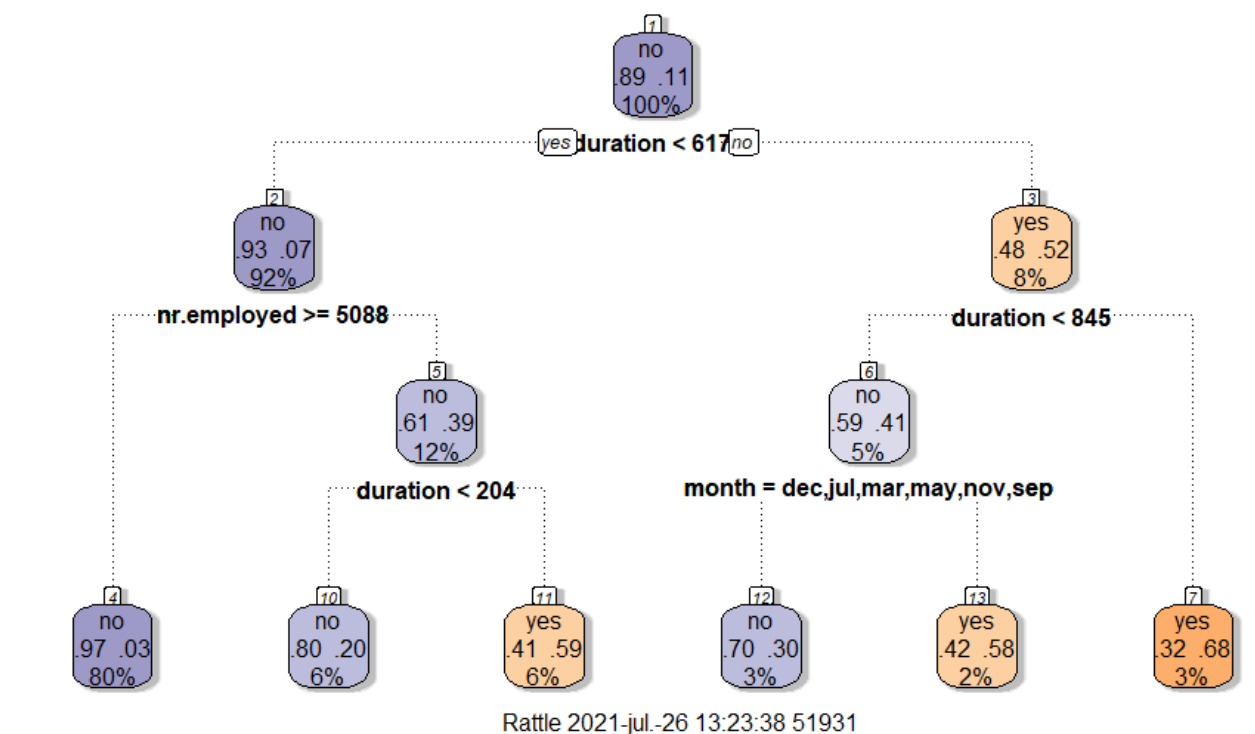 1
no
.89 .11
100%
yes duration < 617 no
2
no
.93 .07
92%
3
yes
.48 .52
8%
nr.employed >= 5088
duration < 845
5
no
.61 .39
12%
6
no
.59 .41
5%
duration < 204
month = dec,jul,mar,may,nov,sep
4
no
.97 .03
80%
10
no
.80 .20
6%
11
yes
.41 .59
6%
12
no
.70 .30
3%
13
yes
.42 .58
2%
7
yes
.32 .68
3%
Rattle 2021-jul.-26 13:23:38 51931